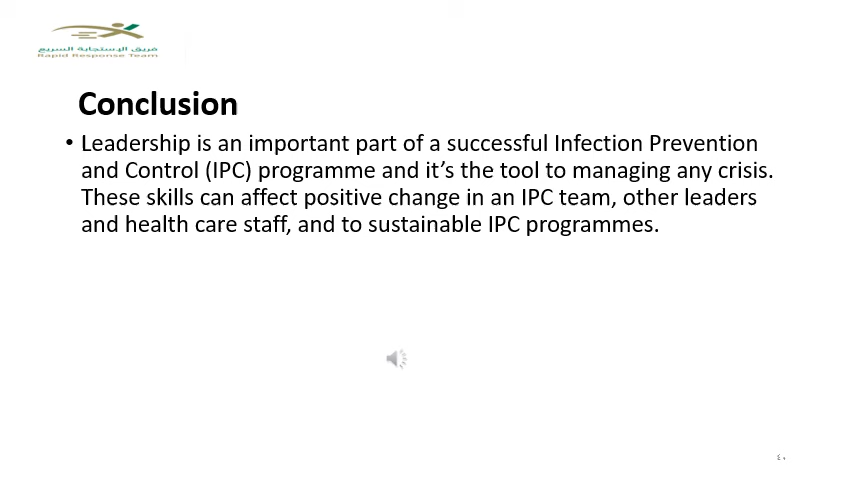 فريق الإستجابة السريع
Rapid Response Team
Conclusion
• Leadership is an important part of a successful Infection Prevention
and Control (IPC) programme and it’s the tool to managing any crisis.
These skills can affect positive change in an IPC team, other leaders
and health care staff, and to sustainable IPC programmes.
٤٠